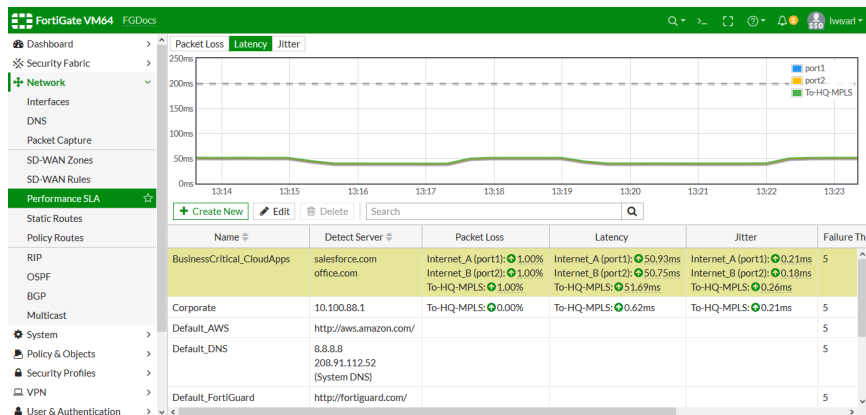 FortiGate VM64 FGDocs
SSO lwwarl
Dashboard
Security Fabric
Network
Interfaces
DNS
Packet Capture
SD-WAN Zones
SD-WAN Rules
Performance SLA
Static Routes
Policy Routes
RIP
OSPF
BGP
Multicast
System
Policy & Objects
Security Profiles
VPN
User & Authentication
Packet Loss Latency Jitter
250ms
200ms
150ms
100ms
50ms
0ms
port1
port2
To-HQ-MPLS
13:14 13:15 13:16 13:17 13:18 13:19 13:20 13:21 13:22 13:23
+ Create New Edit Delete Search
Name Detect Server Packet Loss Latency Jitter Failure Th
BusinessCritical_CloudApps salesforce.com Internet_A (port1): 1.00% Internet_A (port1): 50.93ms Internet_A (port1): 0.21ms 5
office.com Internet_B (port2): 1.00% Internet_B (port2): 50.75ms Internet_B (port2): 0.18ms
To-HQ-MPLS: 1.00% To-HQ-MPLS: 51.69ms To-HQ-MPLS: 0.26ms
Corporate 10.100.88.1 To-HQ-MPLS: 0.00% To-HQ-MPLS: 0.62ms To-HQ-MPLS: 0.21ms 5
Default_AWS http://aws.amazon.com/ 5
Default_DNS 8.8.8.8 5
208.91.112.52
(System DNS)
Default_FortiGuard http://fortiguard.com/ 5